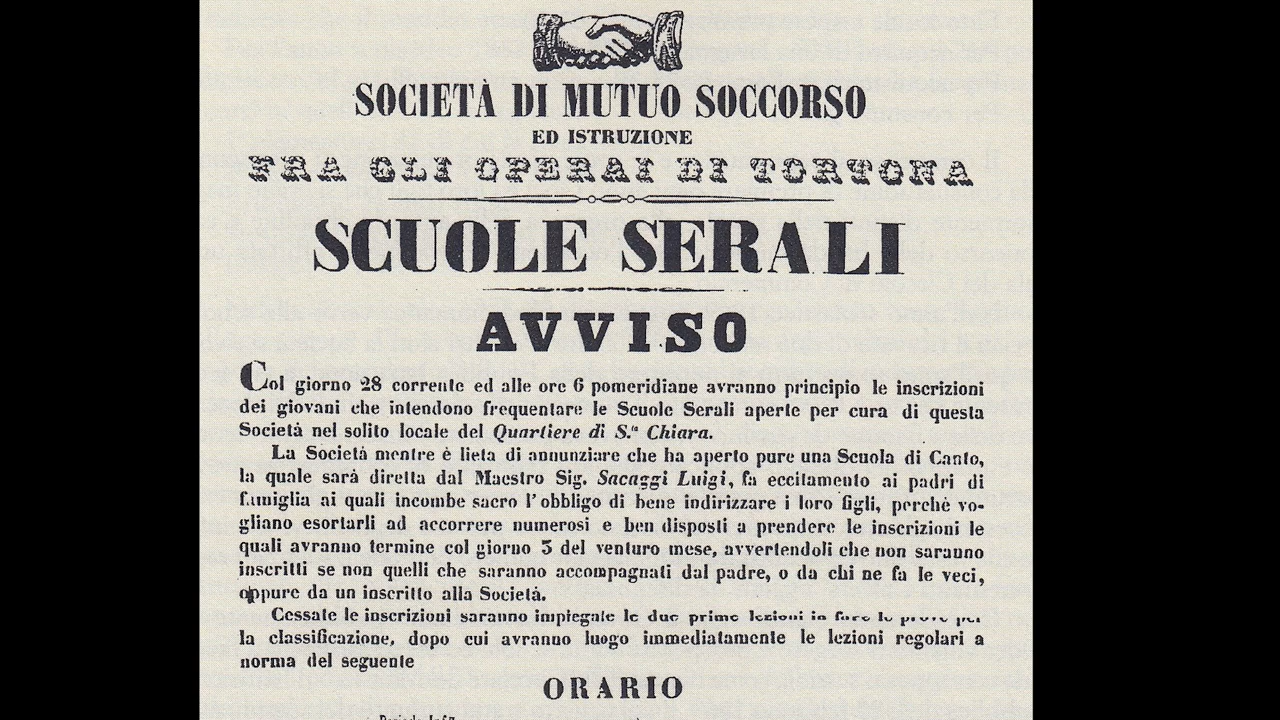 SOCIETÀ DI MUTUO SOCCORSO
ED ISTRUZIONE
FRA GLI OPERAI DI TORTONA
SCUOLE SERALI
AVVISO
Col giorno 28 corrente ed alle ore 6 pomeridiane avranno principio le inscrizioni
dei giovani che intendono frequentare le Scuole Serali aperte per cura di questa
Società nel solito locale del Quartiere di S.ta Chiara.
La Società mentre è lieta di annunziare che ha aperto pure una Scuola di Canto,
la quale sarà diretta dal Maestro Sig. Sacaggi Luigi, fa eccitamento ai padri di
famiglia ai quali incombe sacro l'obbligo di bene indirizzare i loro figli, perchè vo-
gliano esortarli ad accorrere numerosi e ben disposti a prendere le inscrizioni le
quali avranno termine col giorno 3 del venturo mese, avvertendoli che non saranno
inscritti se non quelli che saranno accompagnati dal padre, o da chi ne fa le veci,
oppure da un inscritto alla Società.
Cessate le inscrizioni saranno impiegate le due prime lezioni in fare le prove per
la classificazione, dopo cui avranno luogo immediatamente le lezioni regolari a
norma del seguente
ORARIO